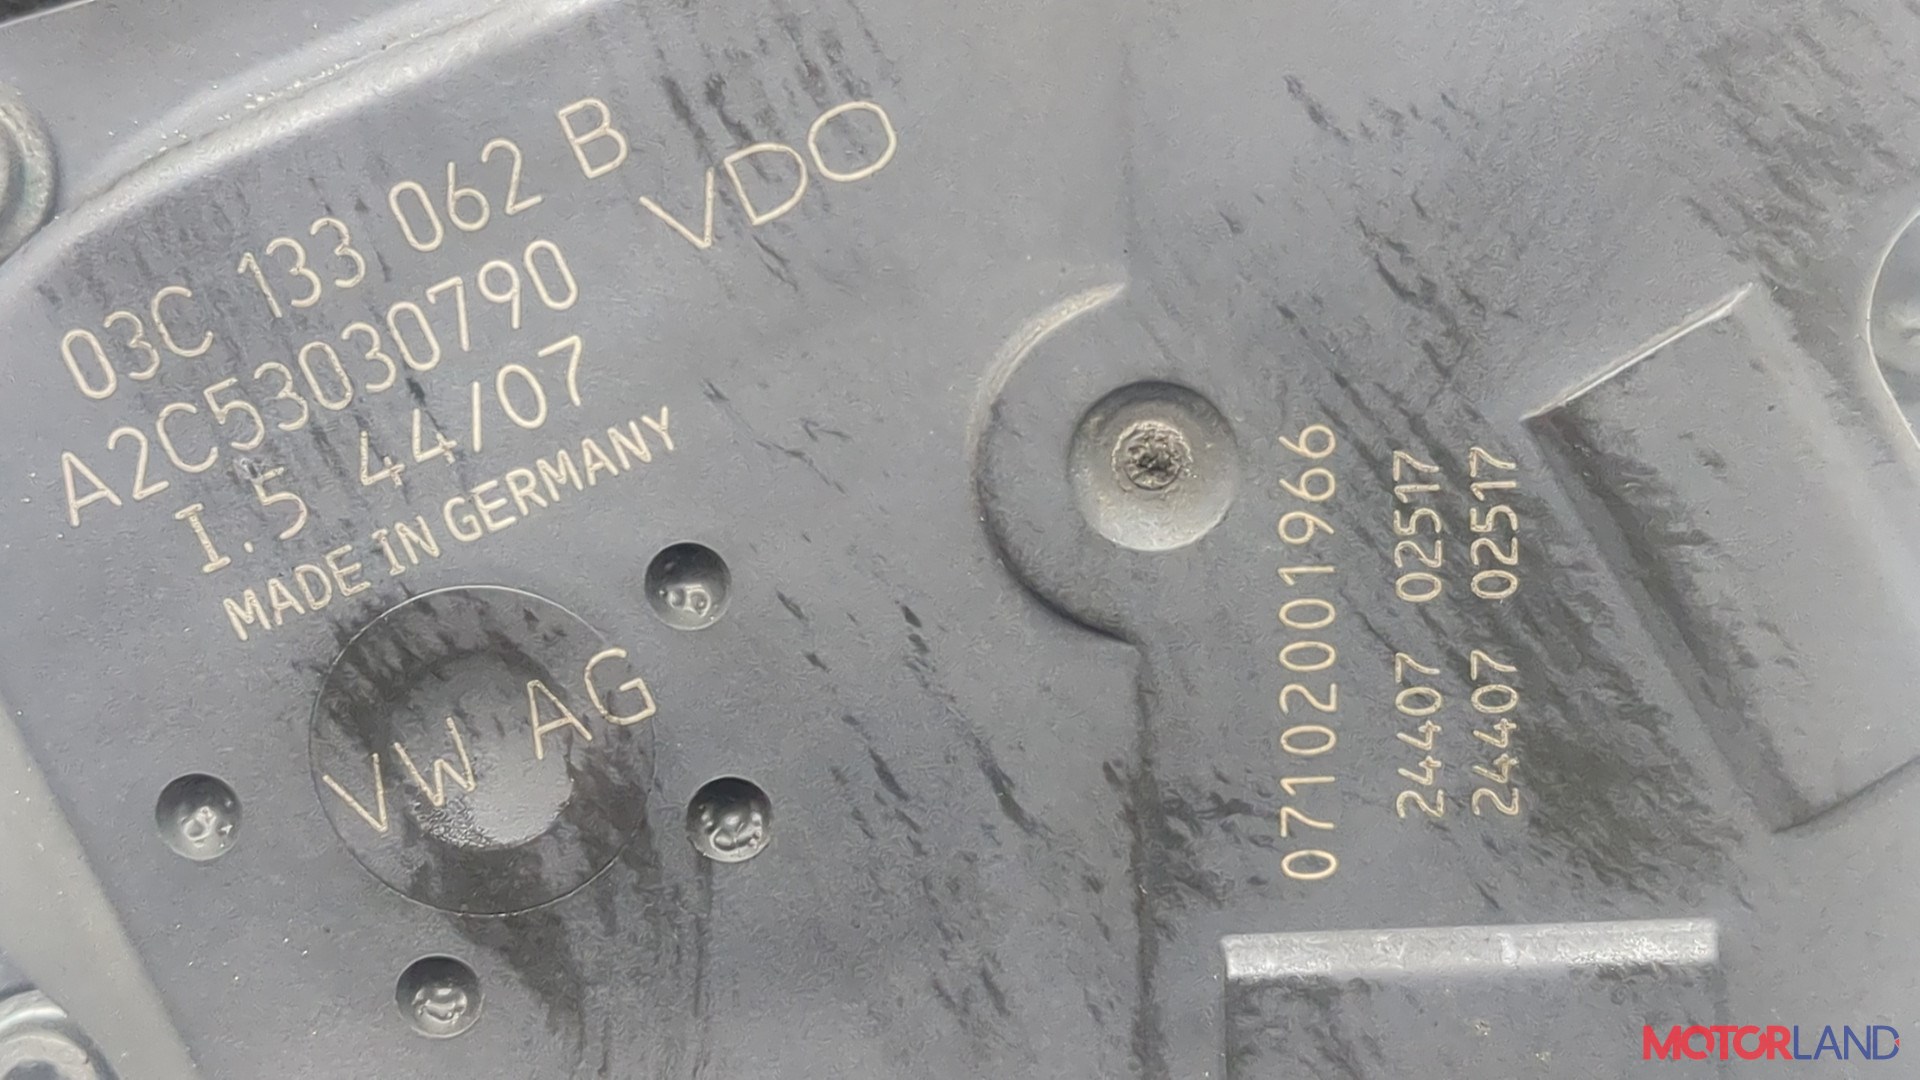 03C 133 062 B
VDO
A2C53030790
I.5 44/07
MADE IN GERMANY
VW AG
07102001966
24407 02517
24407 02517
MOTORLAND